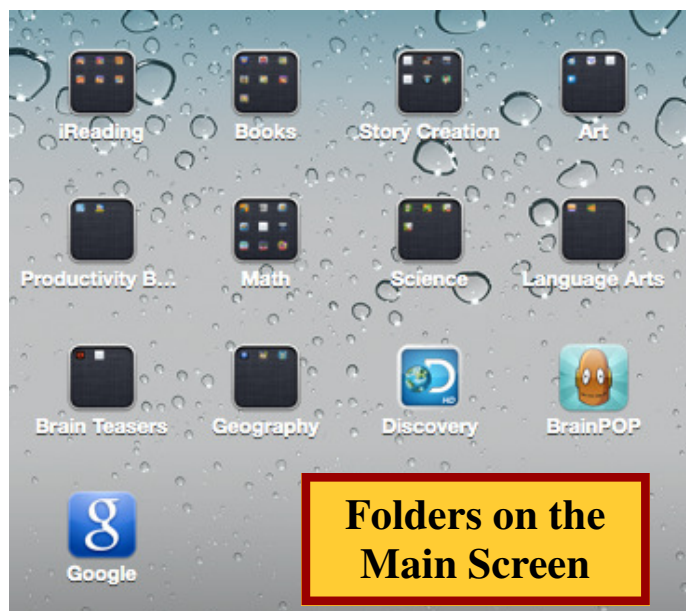 iReading
Books
Story Creation
Art
Productivity B...
Math
Science
Language Arts
Brain Teasers
Geography
HD
Discovery
BrainPOP
g
Google
Folders on the
Main Screen